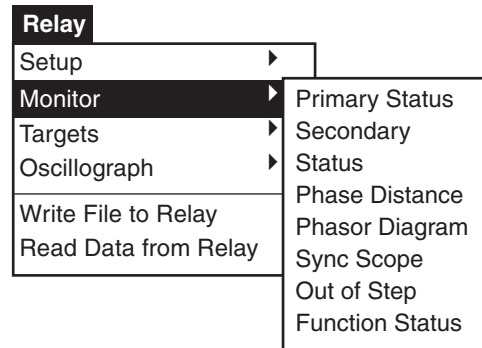 Relay
Setup
Monitor
Targets
Oscillograph
Write File to Relay
Read Data from Relay
Primary Status
Secondary
Status
Phase Distance
Phasor Diagram
Sync Scope
Out of Step
Function Status